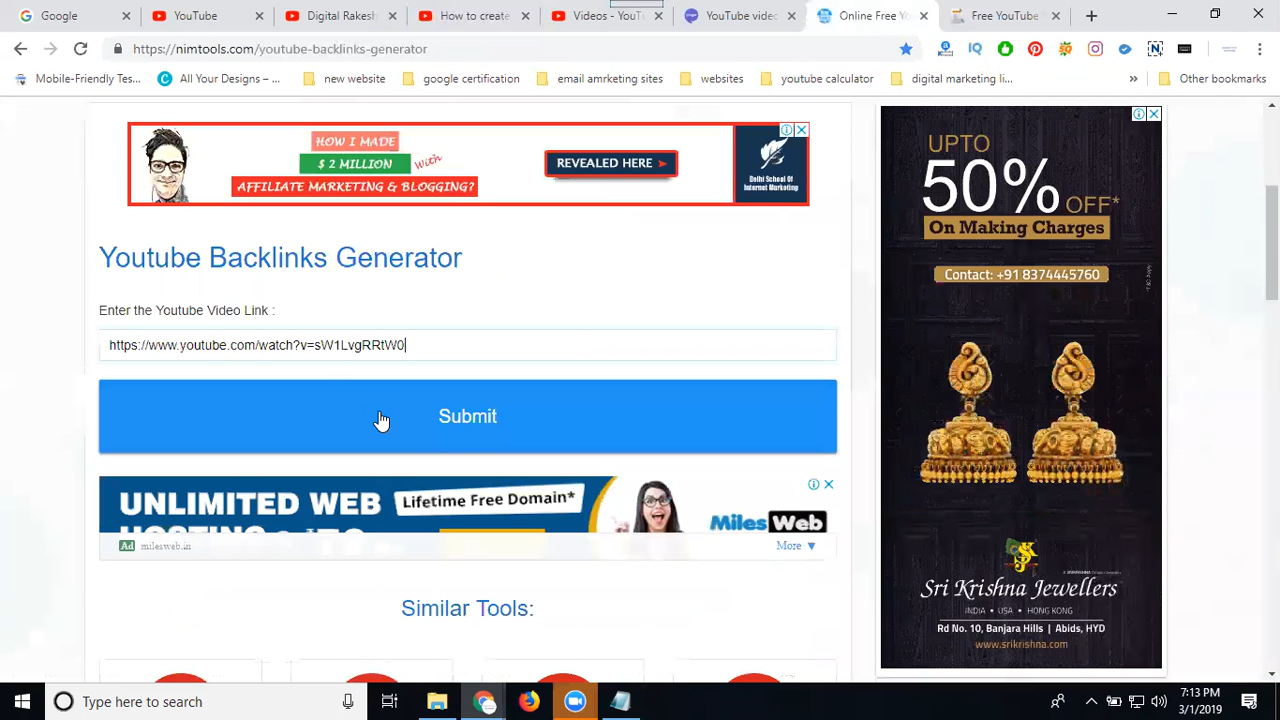 Google
YouTube
Digital Rakesh
How to create
Videos - YouT
YouTube video
Online Free Yo
Free YouTube
https://nimtools.com/youtube-backlinks-generator
Mobile-Friendly Tes...
All Your Designs – ...
new website
google certification
email amrketing sites
websites
youtube calculator
digital marketing li...
Other bookmarks
HOW I MADE
$ 2 MILLION With
AFFILIATE MARKETING & BLOGGING?
REVEALED HERE
Delhi School Of
Internet Marketing
Youtube Backlinks Generator
Enter the Youtube Video Link :
https://www.youtube.com/watch?v=sW1LvgRRtW0
Submit
UNLIMITED WEB
Lifetime Free Domain*
MilesWeb
Ad milesweb.in
More
Similar Tools:
UPTO
50% OFF*
On Making Charges
Contact: +91 8374445760
Sri Krishna Jewellers
INDIA • USA • HONG KONG
Rd No. 10, Banjara Hills | Abids, HYD
www.srikrishna.com
Type here to search
7:13 PM
3/1/2019